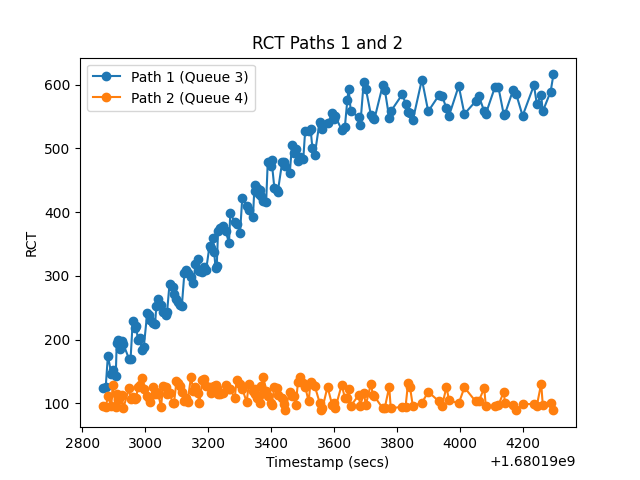 RCT Paths 1 and 2
Path 1 (Queue 3)
Path 2 (Queue 4)
RCT
600
500
400
300
200
100
2800 3000 3200 3400 3600 3800 4000 4200
Timestamp (secs)
+1.68019e9